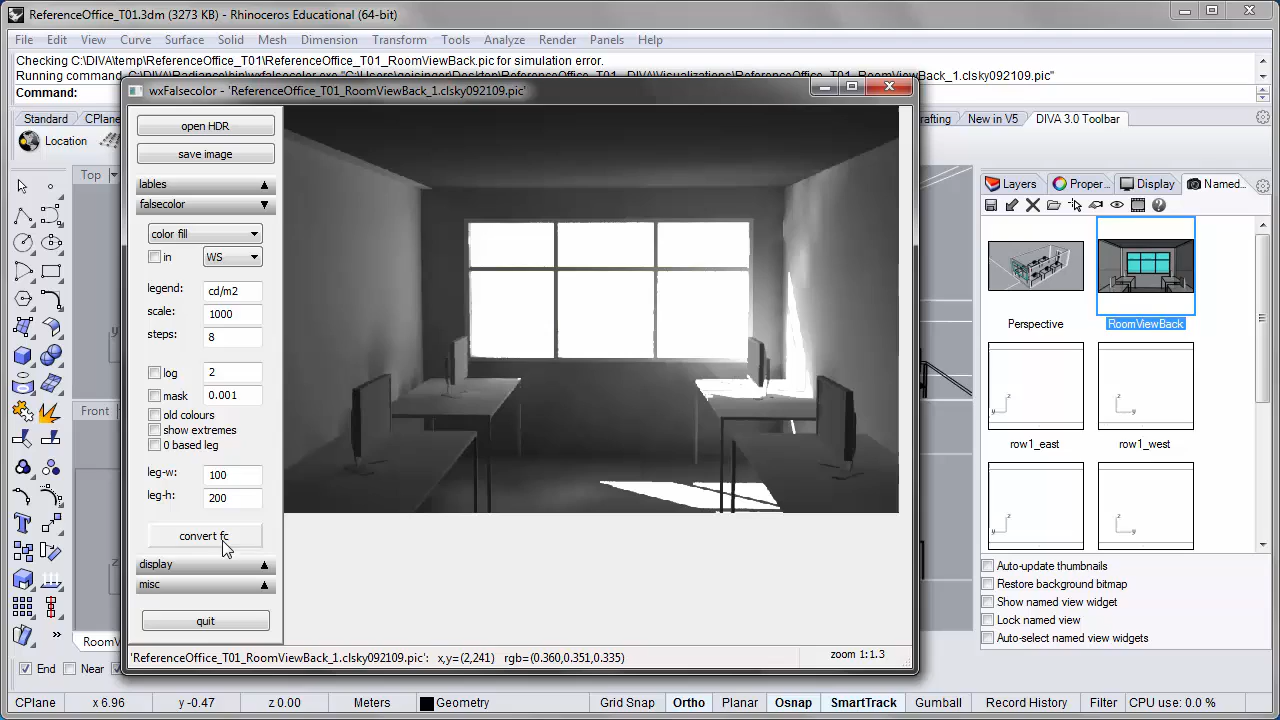 ReferenceOffice_T01.3dm (3273 KB) - Rhinoceros Educational (64-bit)
File Edit View Curve Surface Solid Mesh Dimension Transform Tools Analyze Render Panels Help
Checking C:\DIVA\temp\ReferenceOffice_T01\ReferenceOffice_T01_RoomViewBack.pic for simulation error.
Command:
wxFalsecolor - 'ReferenceOffice_T01_RoomViewBack_1.clsky092109.pic'
Standard CPlane
rafting New in V5 DIVA 3.0 Toolbar
Location
open HDR
save image
lables
falsecolor
color fill
in WS
legend: cd/m2
scale: 1000
steps: 8
log 2
mask 0.001
old colours
show extremes
0 based leg
leg-w: 100
leg-h: 200
convert fc
display
misc
quit
'ReferenceOffice_T01_RoomViewBack_1.clsky092109.pic': x,y=(2,241) rgb=(0.360,0.351,0.335)
zoom 1:1.3
Top
Front
Layers Proper... Display Named...
Perspective RoomViewBack
z z
y y
row1_east row1_west
z z
y y
Auto-update thumbnails
Restore background bitmap
Show named view widget
Lock named view
Auto-select named view widgets
End Near
CPlane x 6.96 y -0.47 z 0.00 Meters Geometry Grid Snap Ortho Planar Osnap SmartTrack Gumball Record History Filter CPU use: 0.0 %